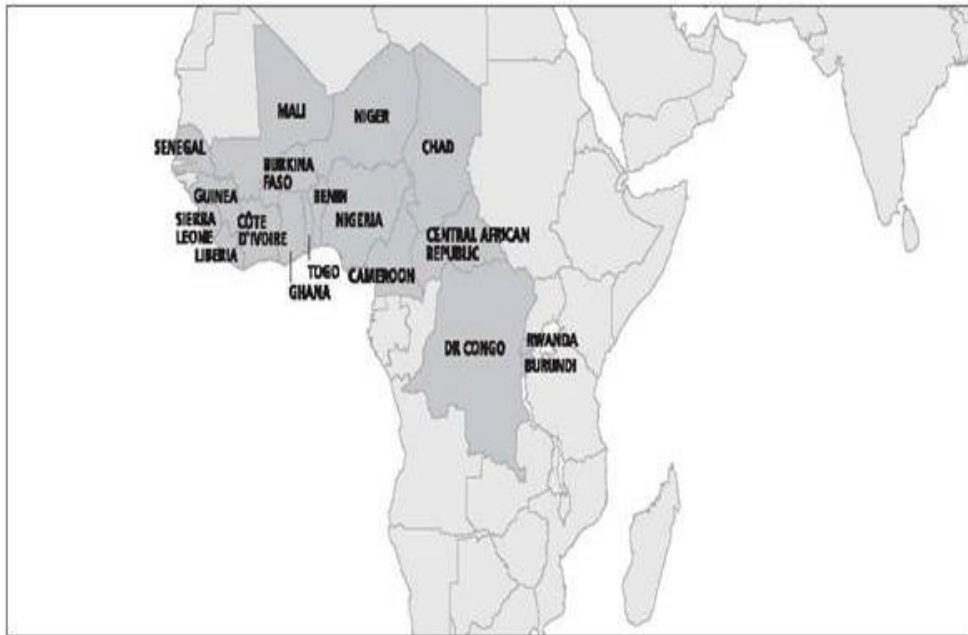 MALI
NIGER
CHAD
SENEGAL
BURKINA
FASO
BENIN
GUINEA
SIERRA
LEONE
CÔTE
D'IVOIRE
NIGERIA
LIBERIA
CENTRAL AFRICAN
REPUBLIC
TOGO
GHANA
CAMEROON
DR CONGO
RWANDA
BURUNDI